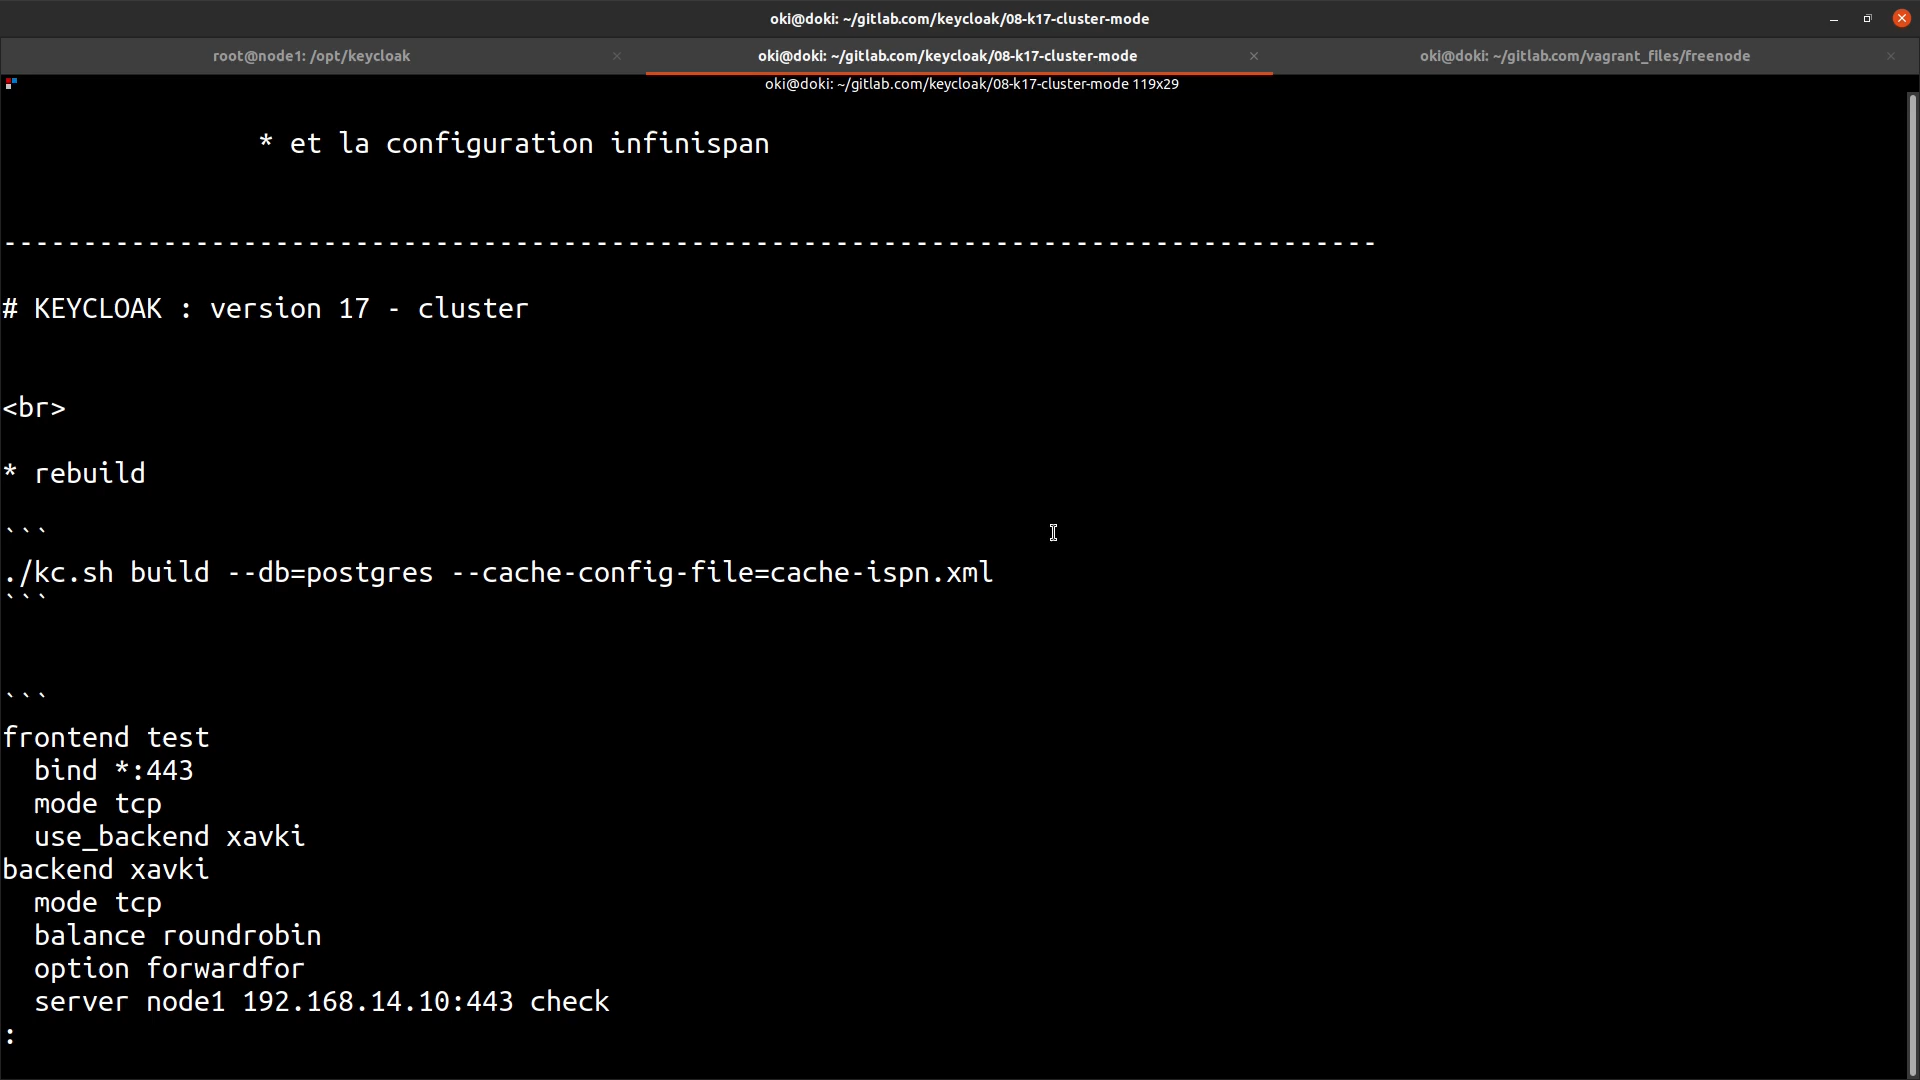 oki@doki: ~/gitlab.com/keycloak/08-k17-cluster-mode
root@node1: /opt/keycloak
oki@doki: ~/gitlab.com/keycloak/08-k17-cluster-mode
oki@doki: ~/gitlab.com/vagrant_files/freenode
oki@doki: ~/gitlab.com/keycloak/08-k17-cluster-mode 119x29
* et la configuration infinispan
--------------------------------------------------------------------------------------
# KEYCLOAK : version 17 - cluster
<br>
* rebuild
```
./kc.sh build --db=postgres --cache-config-file=cache-ispn.xml
```
```
frontend test
  bind *:443
  mode tcp
  use_backend xavki
backend xavki
  mode tcp
  balance roundrobin
  option forwardfor
  server node1 192.168.14.10:443 check
: